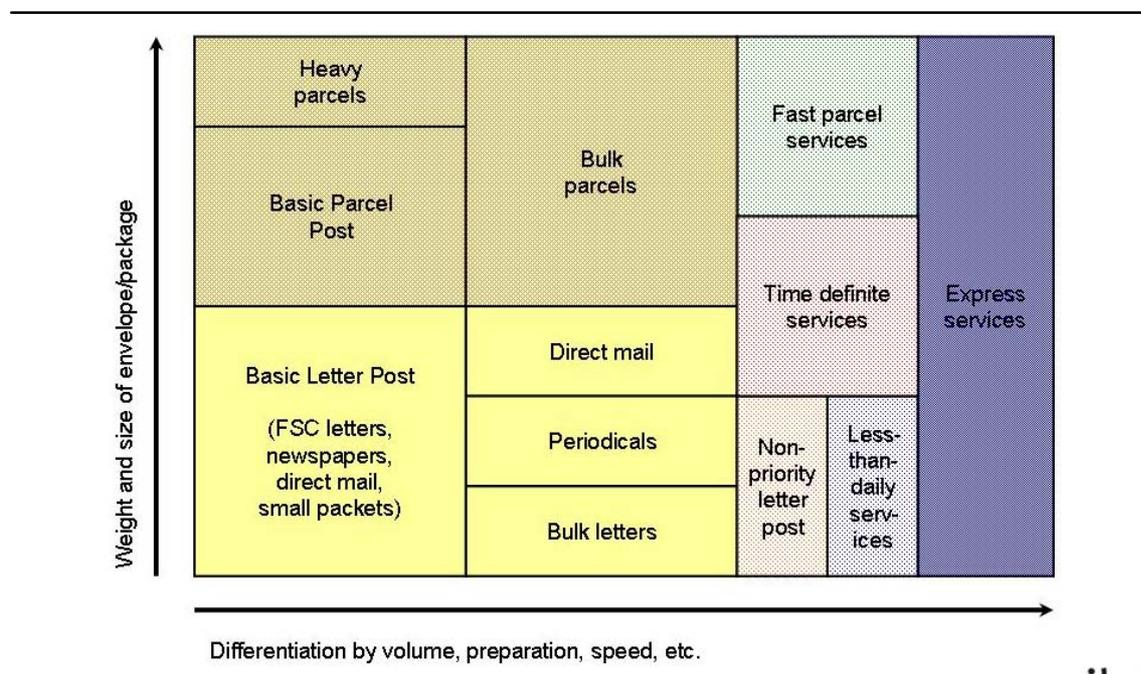 Heavy
parcels
Basic Parcel
Post
Basic Letter Post
(FSC letters,
newspapers,
direct mail,
small packets)
Bulk
parcels
Direct mail
Periodicals
Bulk letters
Fast parcel
services
Time definite
services
Non-
priority
letter
post
Less-
than-
daily
serv-
ices
Express
services
Weight and size of envelope/package
Differentiation by volume, preparation, speed, etc.